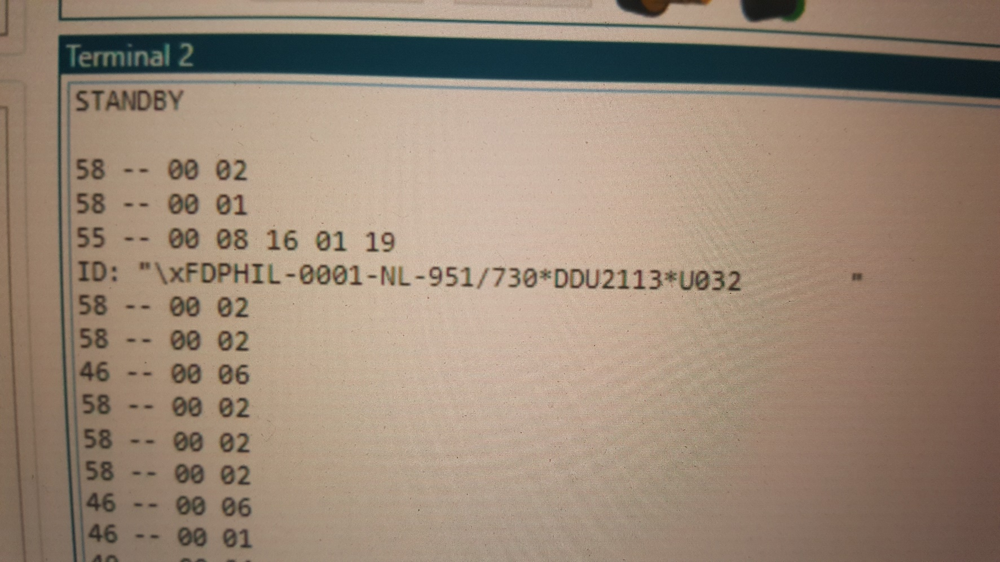 Terminal 2
STANDBY
58 -- 00 02
58 -- 00 01
55 -- 00 08 16 01 19
ID: "\xFDPHIL-0001-NL-951/730*DDU2113*U032 "
58 -- 00 02
58 -- 00 02
46 -- 00 06
58 -- 00 02
58 -- 00 02
58 -- 00 02
46 -- 00 06
46 -- 00 01